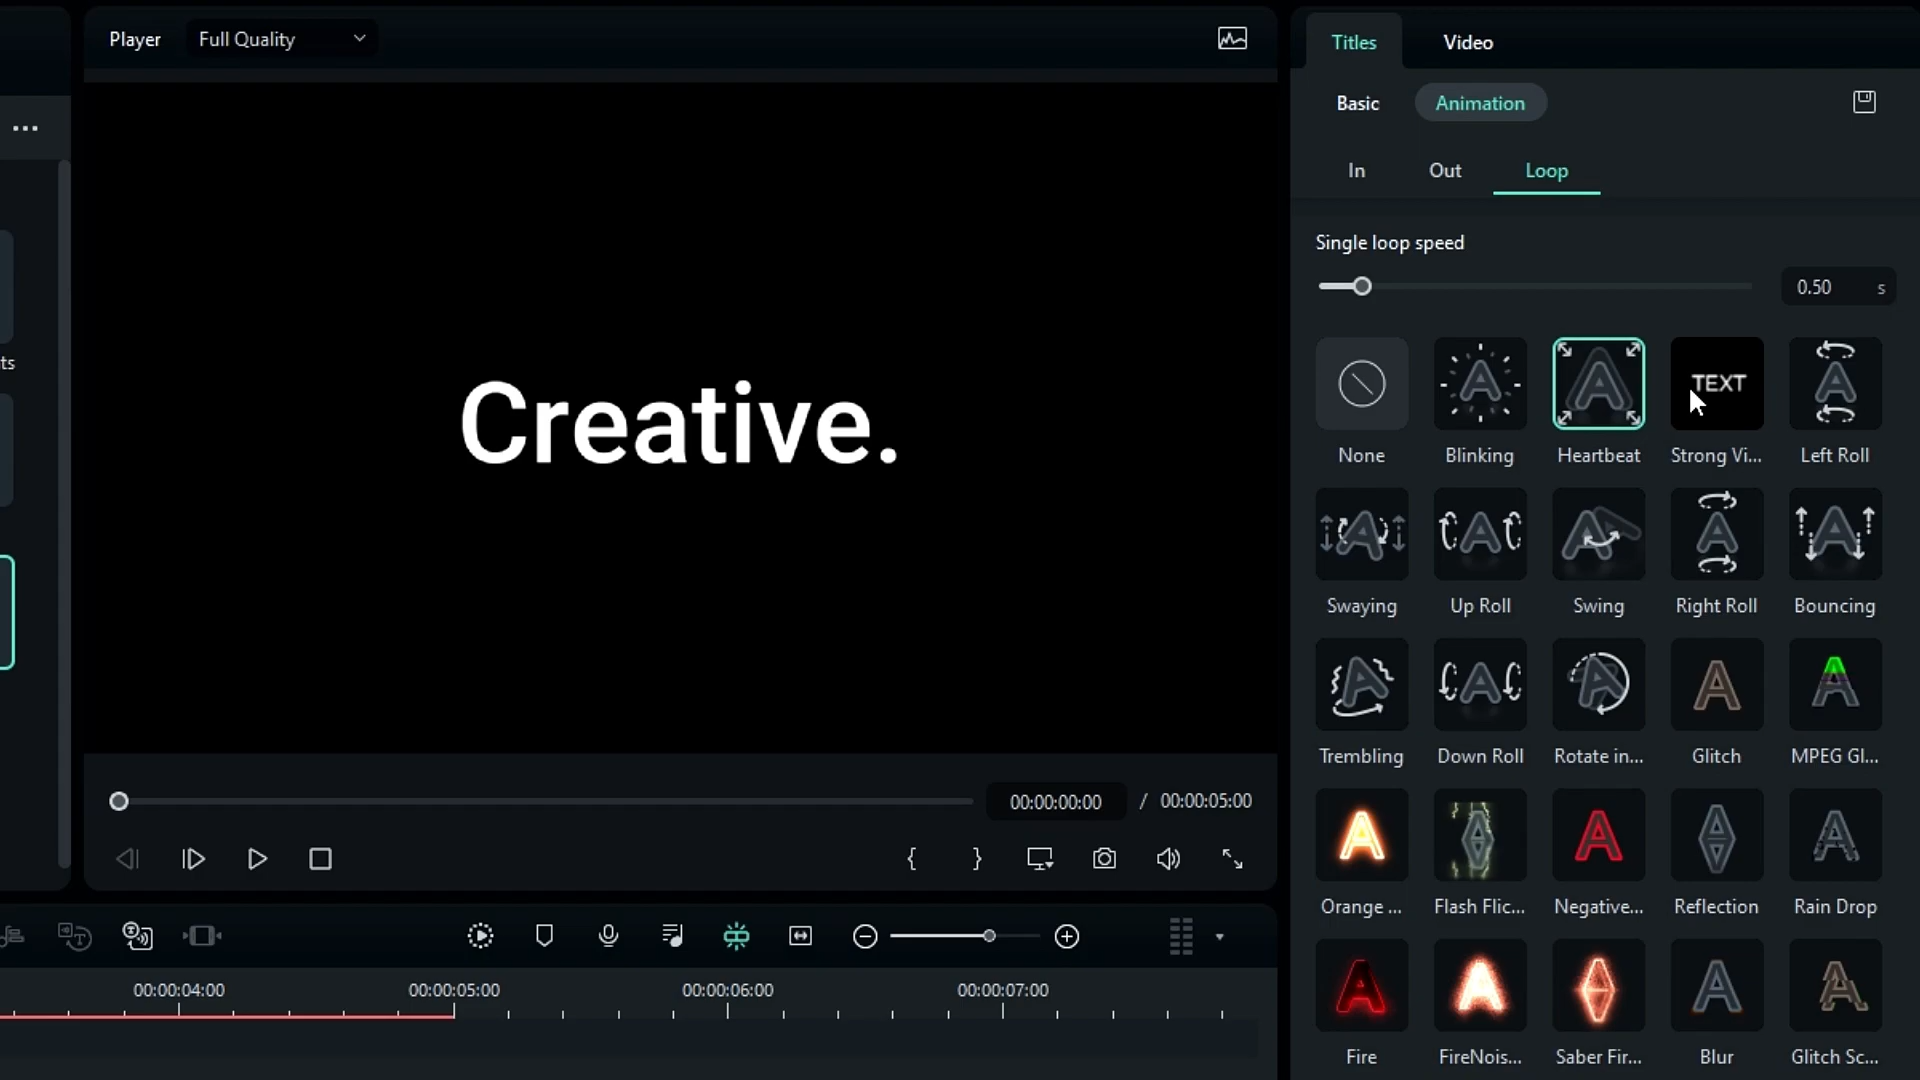 Player
Full Quality
Titles
Video
Basic
Animation
In
Out
Loop
Single loop speed
0.50 s
ts
Creative.
TEXT
None
Blinking
Heartbeat
Strong Vi...
Left Roll
Swaying
Up Roll
Swing
Right Roll
Bouncing
Trembling
Down Roll
Rotate in...
Glitch
MPEG Gl...
Orange ...
Flash Flic...
Negative...
Reflection
Rain Drop
Fire
FireNois...
Saber Fir...
Blur
Glitch Sc...
00:00:00:00 / 00:00:05:00
00:00:04:00
00:00:05:00
00:00:06:00
00:00:07:00